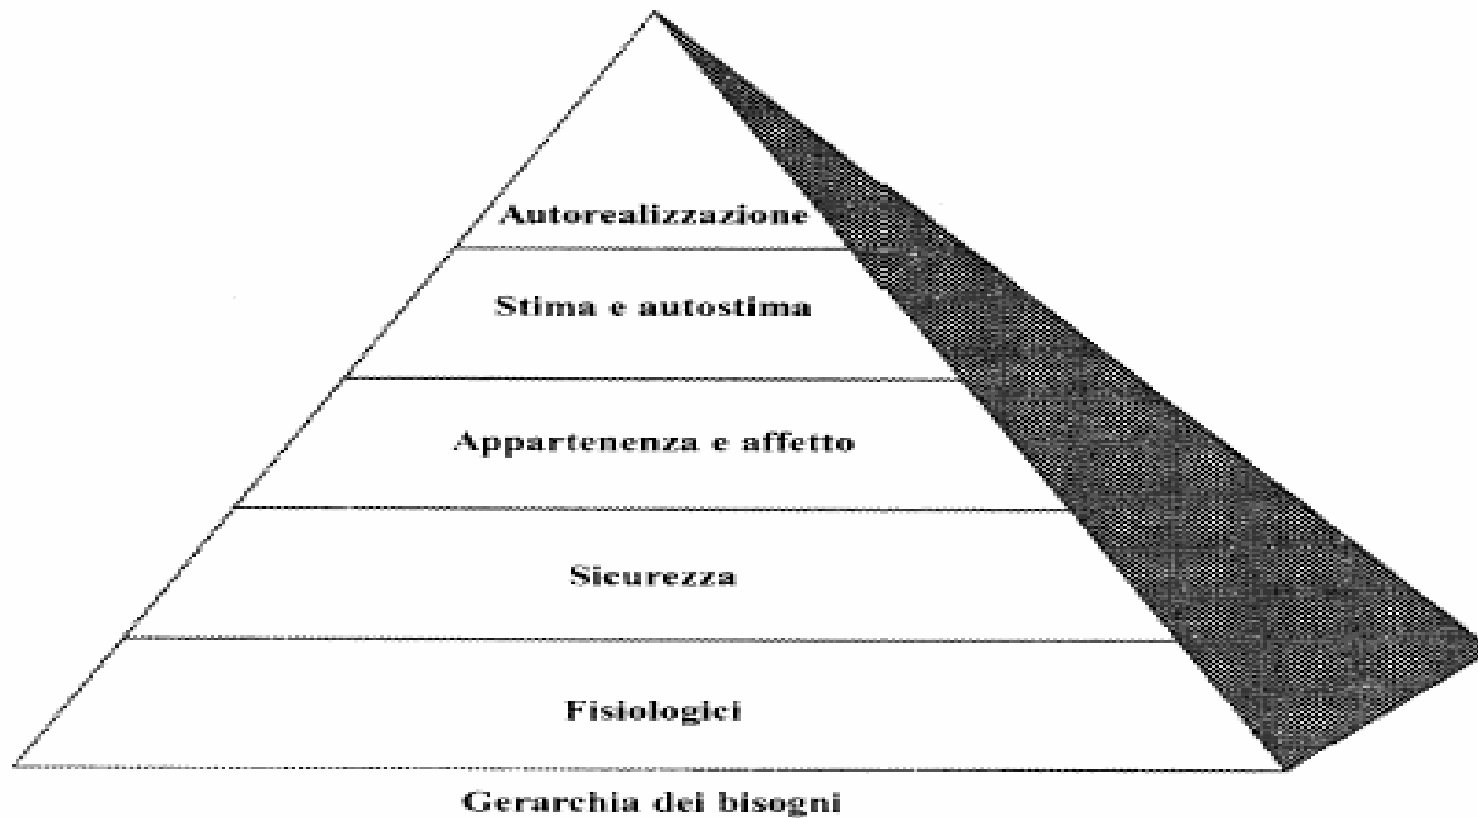 Autorealizzazione
Stima e autostima
Appartenenza e affetto
Sicurezza
Fisiologici
Gerarchia dei bisogni